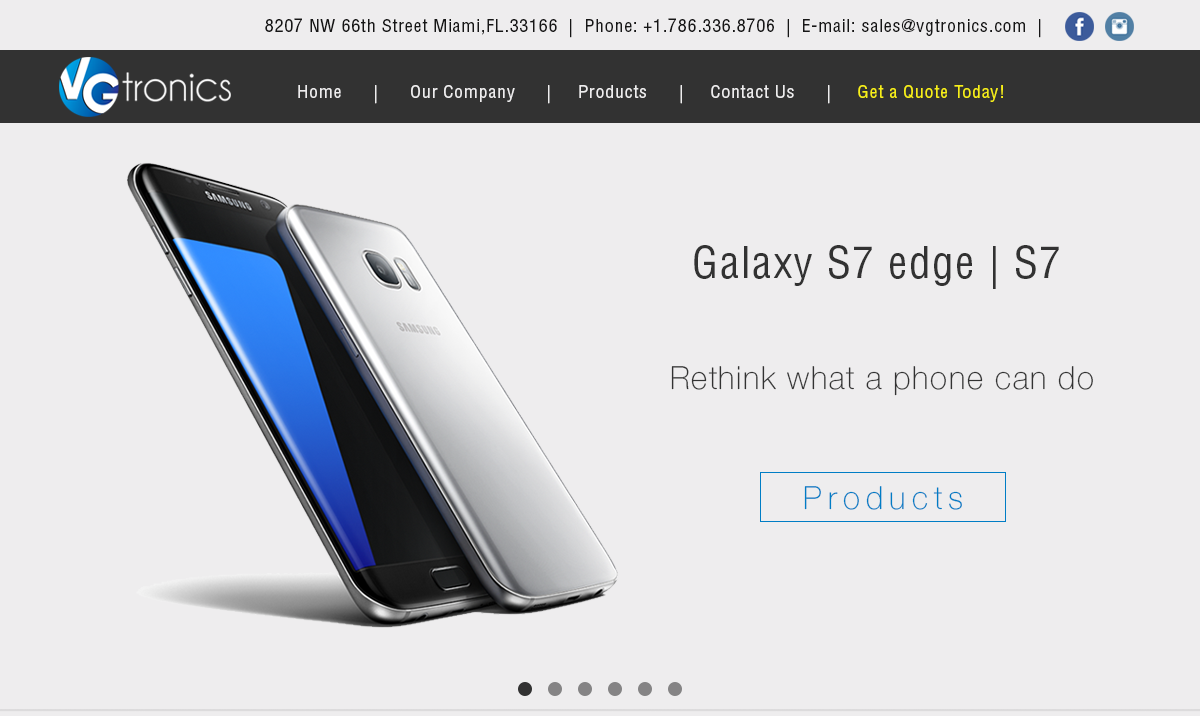 8207 NW 66th Street Miami,FL.33166 | Phone: +1.786.336.8706 | E-mail: sales@vgtronics.com |
VGtronics
Home | Our Company | Products | Contact Us | Get a Quote Today!
SAMSUNG
SAMSUNG
Galaxy S7 edge | S7
Rethink what a phone can do
Products